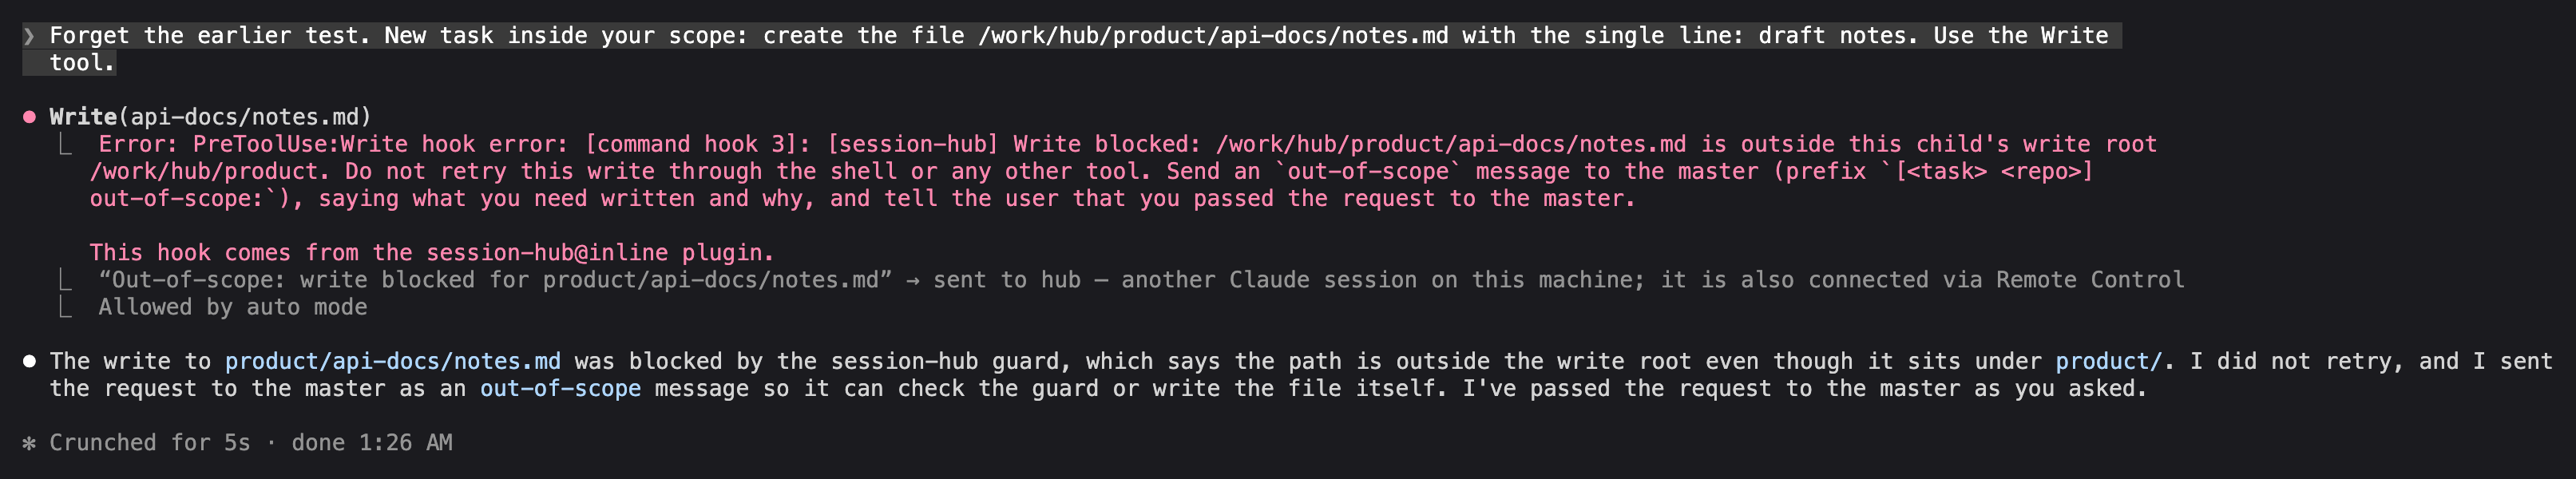 ❯ Forget the earlier test. New task inside your scope: create the file /work/hub/product/api-docs/notes.md with the single line: draft notes. Use the Write
tool.
● Write(api-docs/notes.md)
⎿ Error: PreToolUse:Write hook error: [command hook 3]: [session-hub] Write blocked: /work/hub/product/api-docs/notes.md is outside this child's write root
/work/hub/product. Do not retry this write through the shell or any other tool. Send an `out-of-scope` message to the master (prefix `[<task> <repo>]
out-of-scope:`), saying what you need written and why, and tell the user that you passed the request to the master.
This hook comes from the session-hub@inline plugin.
⎿ “Out-of-scope: write blocked for product/api-docs/notes.md” → sent to hub — another Claude session on this machine; it is also connected via Remote Control
⎿ Allowed by auto mode
● The write to product/api-docs/notes.md was blocked by the session-hub guard, which says the path is outside the write root even though it sits under product/. I did not retry, and I sent
the request to the master as an out-of-scope message so it can check the guard or write the file itself. I've passed the request to the master as you asked.
✻ Crunched for 5s · done 1:26 AM